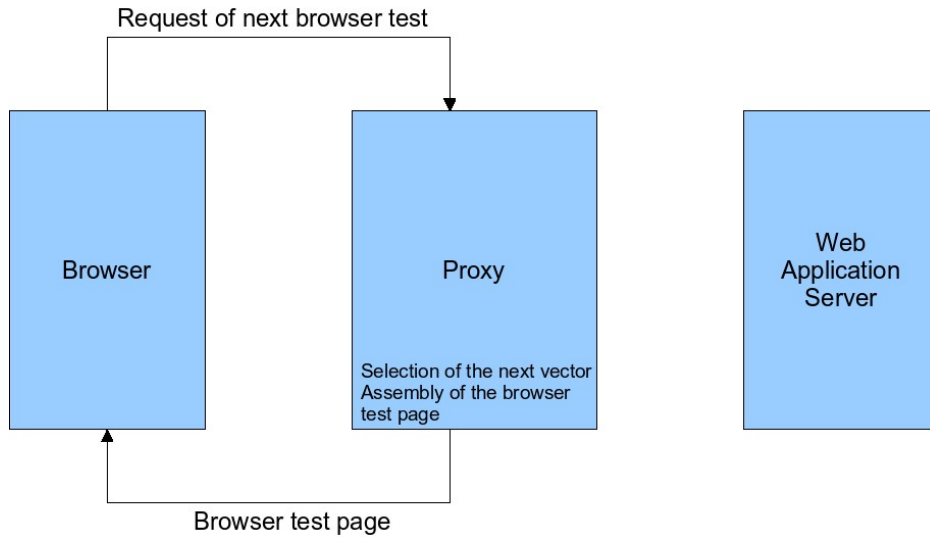 Request of next browser test
Browser
Proxy
Web
Application
Server
Selection of the next vector
Assembly of the browser
test page
Browser test page